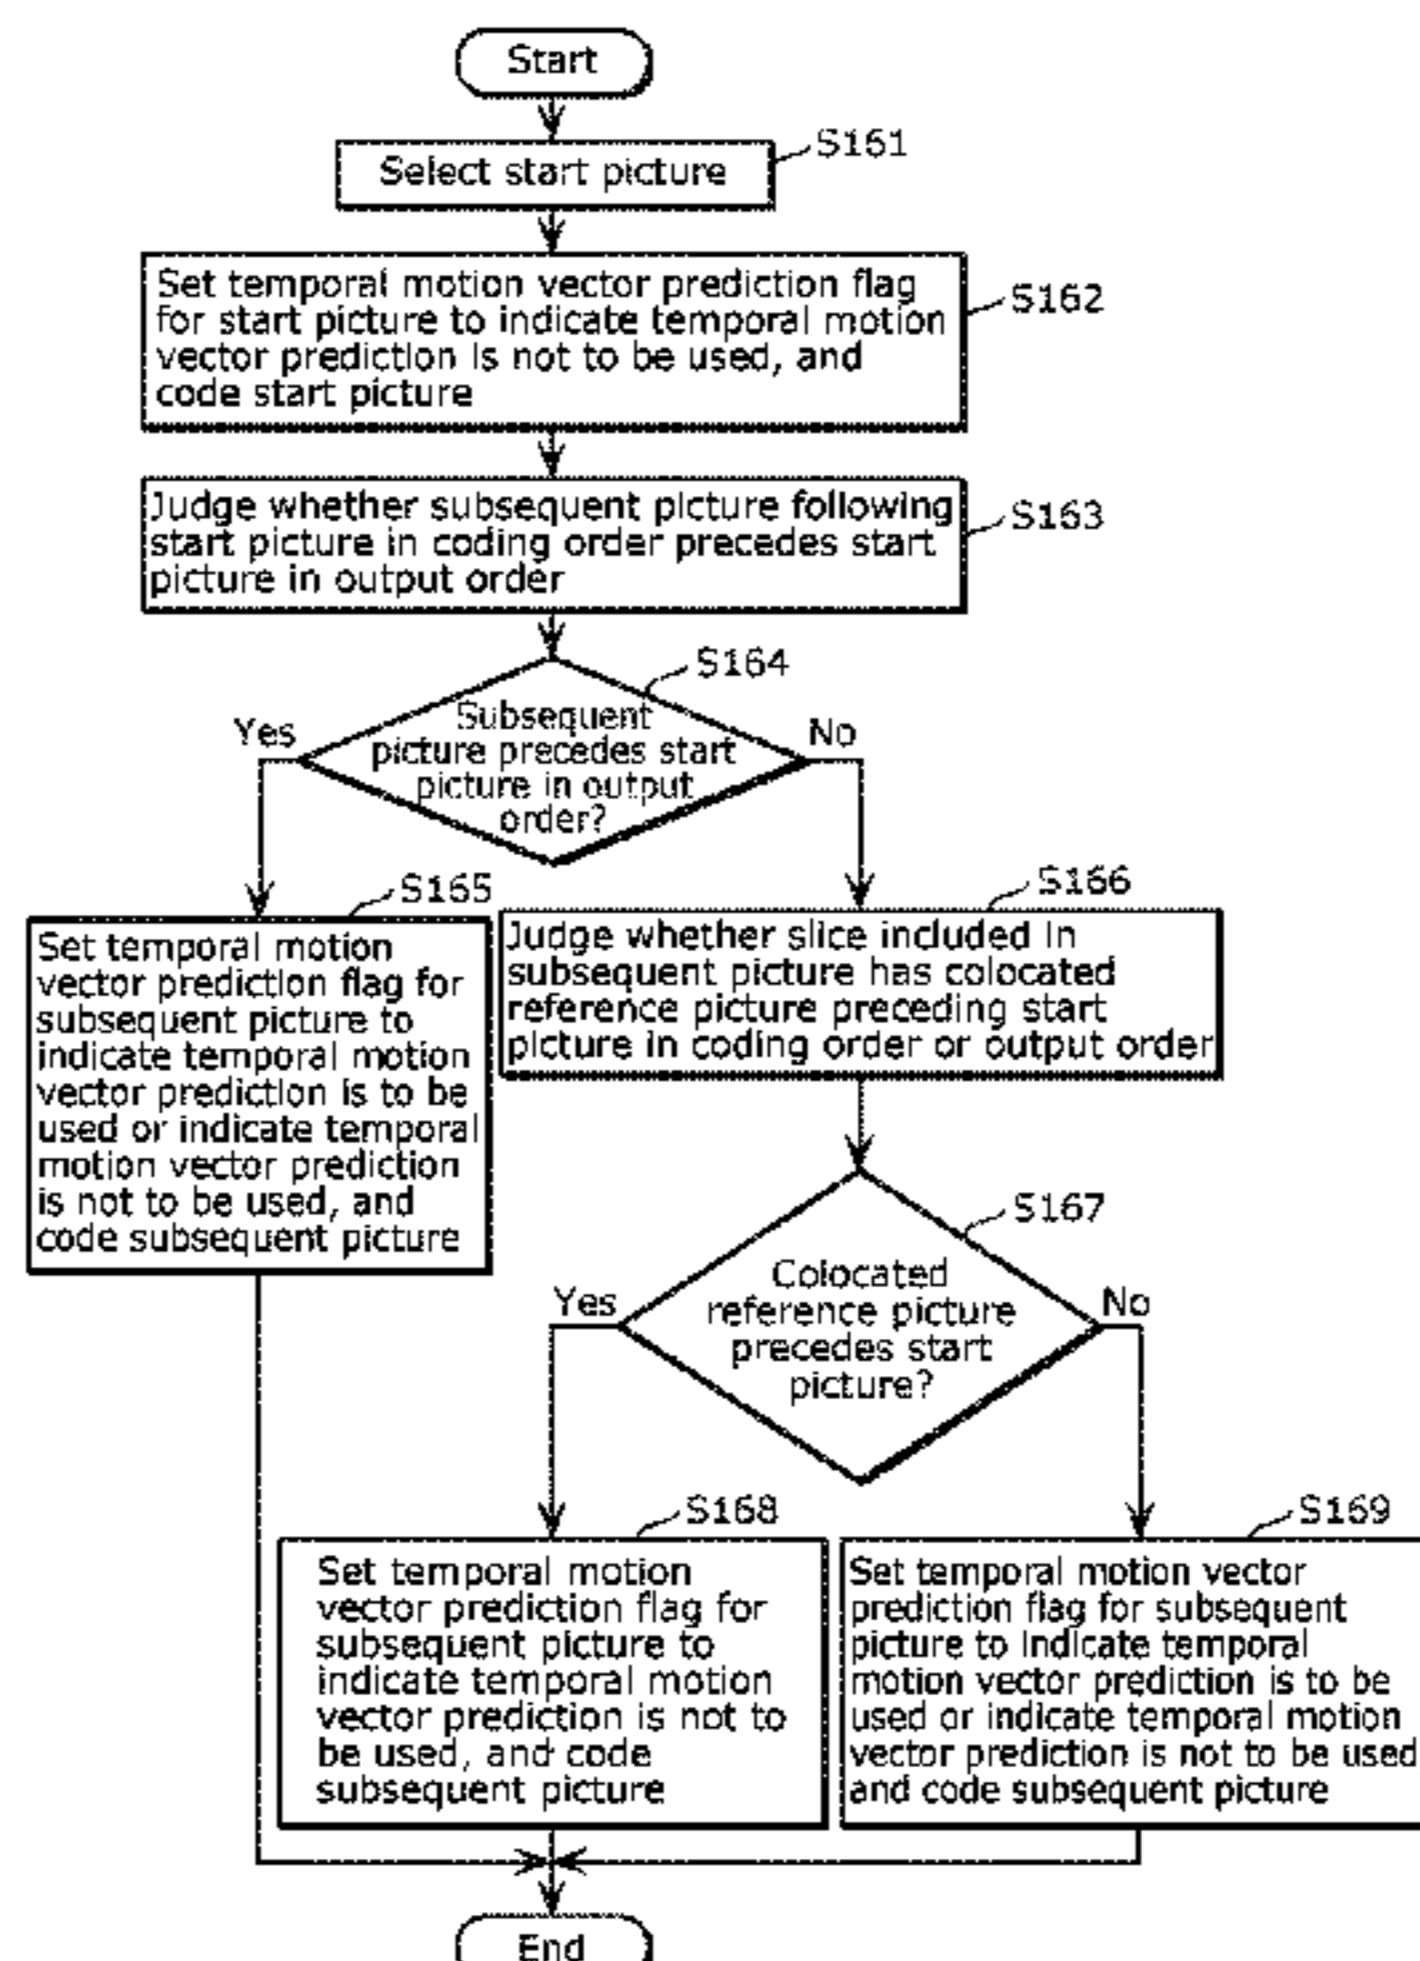 Start
S161
Select start picture
S162
Set temporal motion vector prediction flag
for start picture to indicate temporal motion
vector prediction is not to be used, and
code start picture
S163
Judge whether subsequent picture following
start picture in coding order precedes start
picture in output order
S164
Yes
No
Subsequent
picture precedes start
picture in output
order?
S165
Set temporal motion
vector prediction flag for
subsequent picture to
indicate temporal motion
vector prediction is to be
used or indicate temporal
motion vector prediction
is not to be used, and
code subsequent picture
S166
Judge whether slice included in
subsequent picture has colocated
reference picture preceding start
picture in coding order or output order
S167
Yes
No
Colocated
reference picture
precedes start
picture?
S168
Set temporal motion
vector prediction flag for
subsequent picture to
indicate temporal motion
vector prediction is not to
be used, and code
subsequent picture
S169
Set temporal motion vector
prediction flag for subsequent
picture to indicate temporal
motion vector prediction is to be
used or indicate temporal motion
vector prediction is not to be used
and code subsequent picture
End